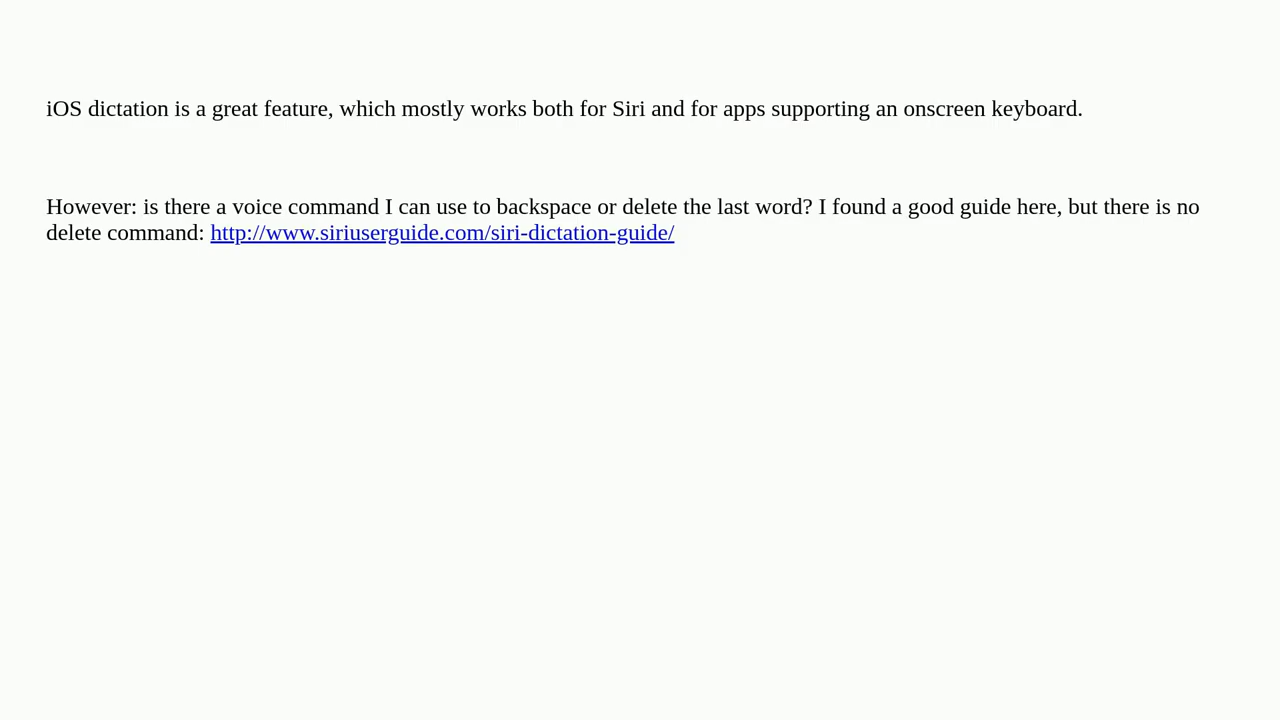 iOS dictation is a great feature, which mostly works both for Siri and for apps supporting an onscreen keyboard.
However: is there a voice command I can use to backspace or delete the last word? I found a good guide here, but there is no
delete command: http://www.siriuserguide.com/siri-dictation-guide/